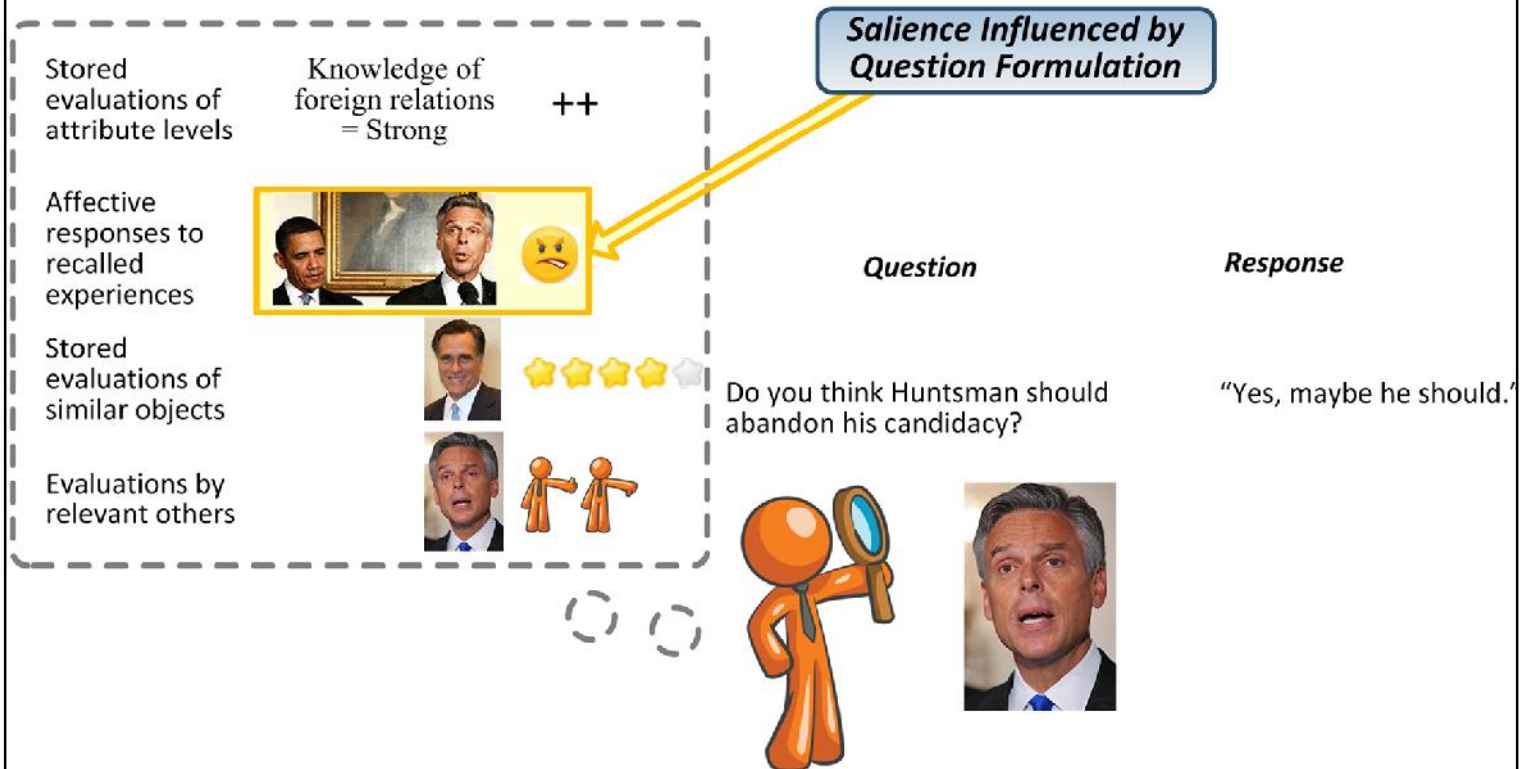 Salience Influenced by
Question Formulation
Stored
evaluations of
attribute levels
Knowledge of
foreign relations
= Strong
++
Affective
responses to
recalled
experiences
Stored
evaluations of
similar objects
Evaluations by
relevant others
Question
Response
Do you think Huntsman should
abandon his candidacy?
“Yes, maybe he should.”